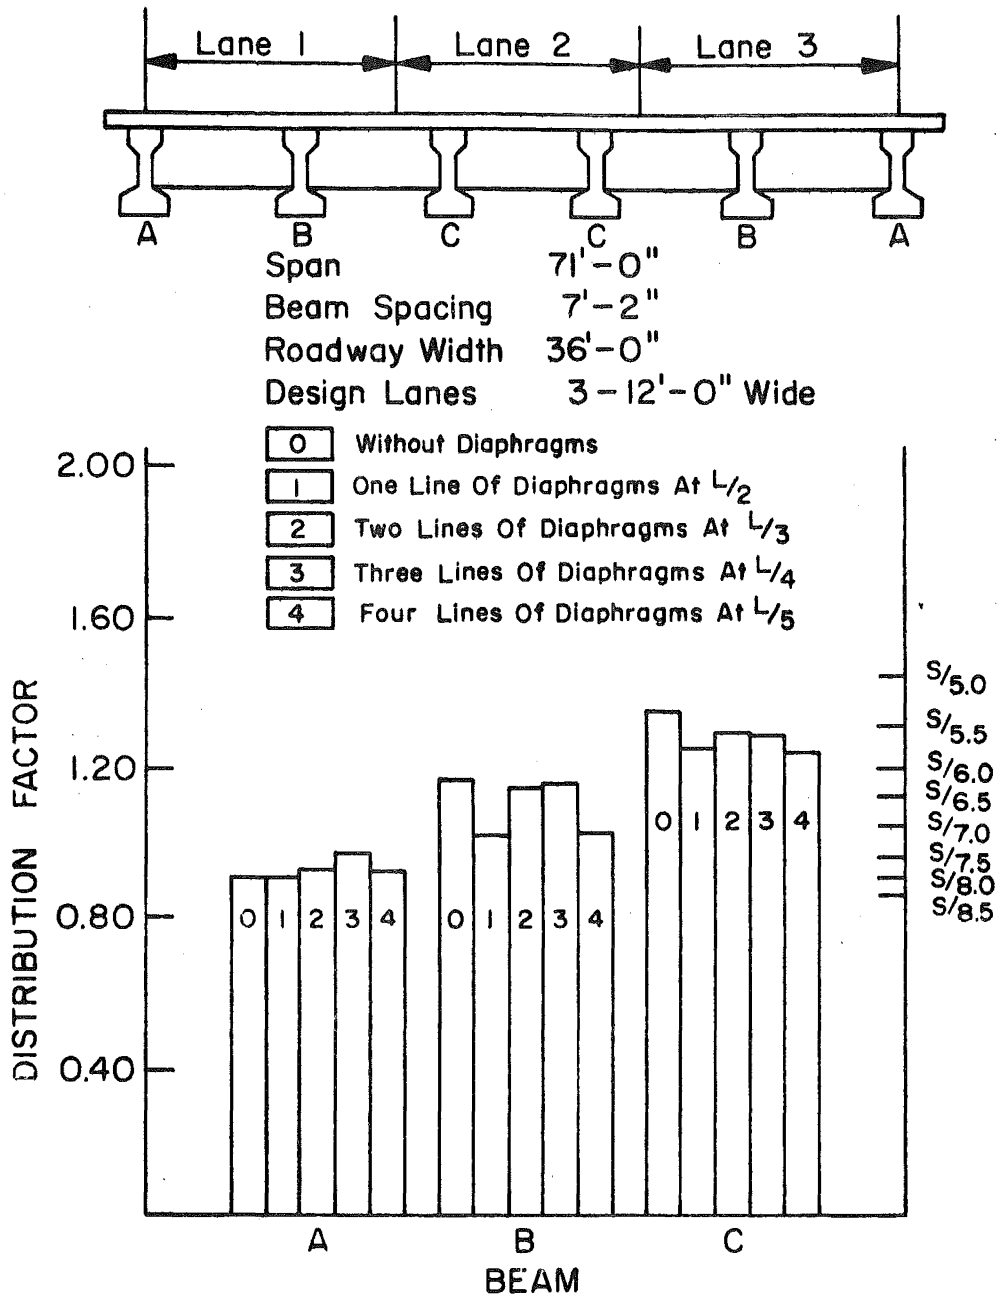 Lane 1 Lane 2 Lane 3
A B C C B A
Span 71'-0"
Beam Spacing 7'-2"
Roadway Width 36'-0"
Design Lanes 3-12'-0" Wide
0 Without Diaphragms
1 One Line Of Diaphragms At L/2
2 Two Lines Of Diaphragms At L/3
3 Three Lines Of Diaphragms At L/4
4 Four Lines Of Diaphragms At L/5
DISTRIBUTION FACTOR
2.00
1.60
1.20
0.80
0.40
S/5.0
S/5.5
S/6.0
S/6.5
S/7.0
S/7.5
S/8.0
S/8.5
0 1 2 3 4
0 1 2 3 4
0 1 2 3 4
A B C
BEAM